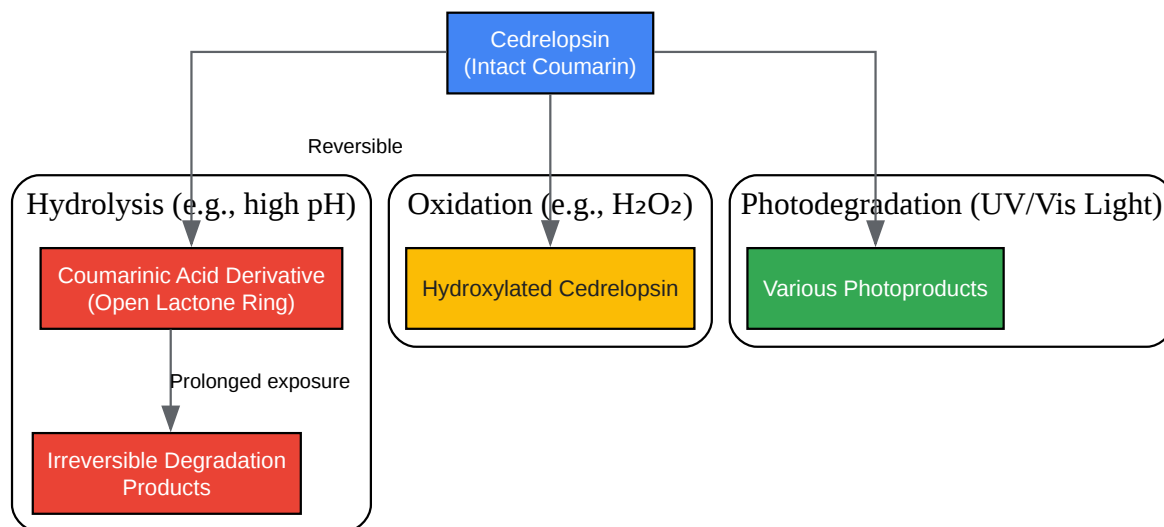 Cedrelopsin
(Intact Coumarin)
Reversible
Hydrolysis (e.g., high pH)
Oxidation (e.g., H₂O₂)
Photodegradation (UV/Vis Light)
Coumarinic Acid Derivative
(Open Lactone Ring)
Hydroxylated Cedrelopsin
Various Photoproducts
Prolonged exposure
Irreversible Degradation
Products